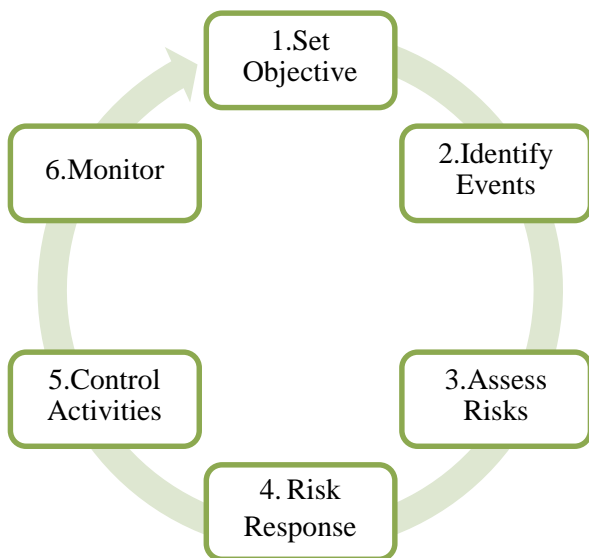 1.Set
Objective
2.Identify
Events
3.Assess
Risks
4. Risk
Response
5.Control
Activities
6.Monitor